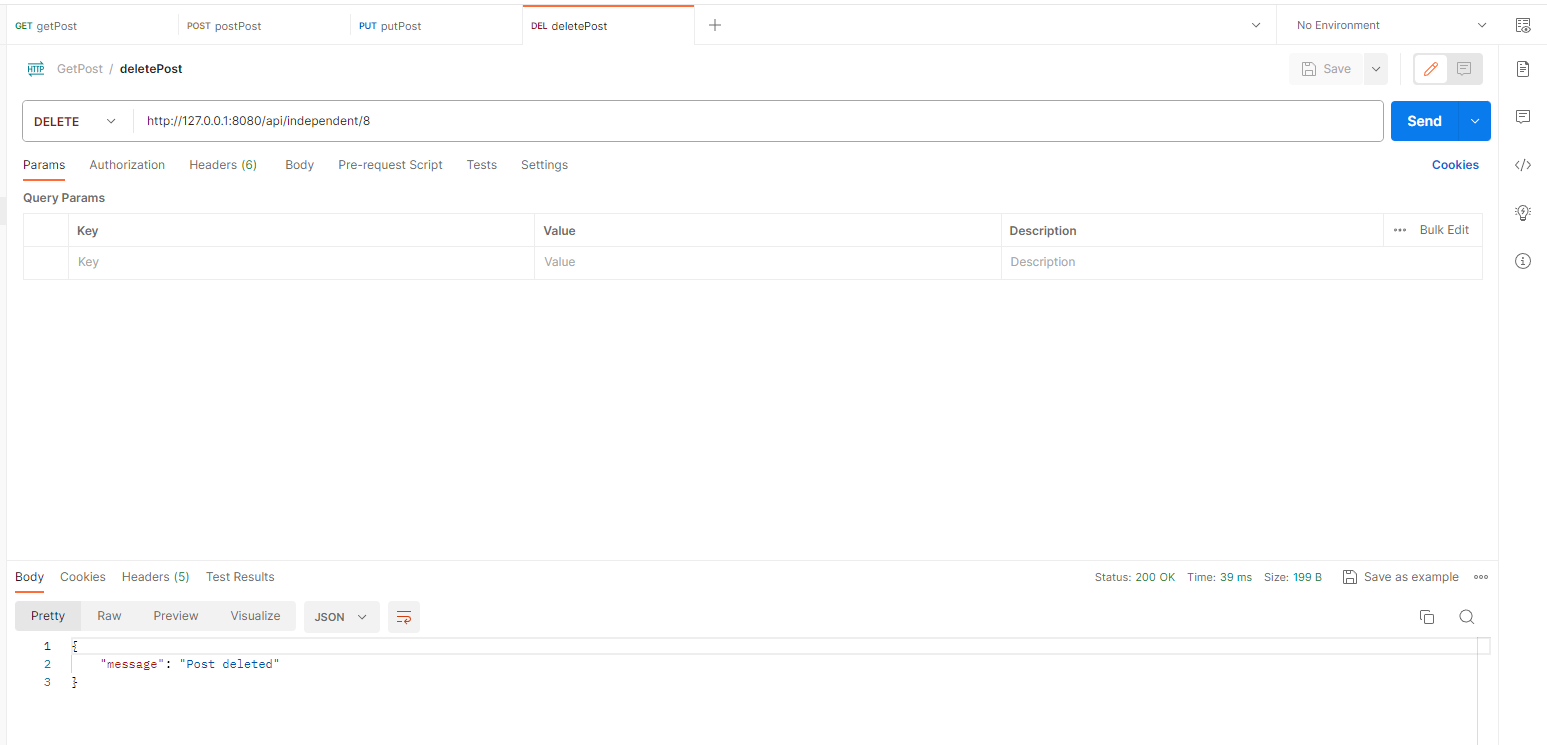 GET getPost POST postPost PUT putPost DEL deletePost No Environment
HTTP GetPost / deletePost Save
DELETE http://127.0.0.1:8080/api/independent/8 Send
Params Authorization Headers (6) Body Pre-request Script Tests Settings Cookies
Query Params
Key Value Description Bulk Edit
Key Value Description
Body Cookies Headers (5) Test Results Status: 200 OK Time: 39 ms Size: 199 B Save as example
Pretty Raw Preview Visualize JSON
1 {
2 "message": "Post deleted"
3 }